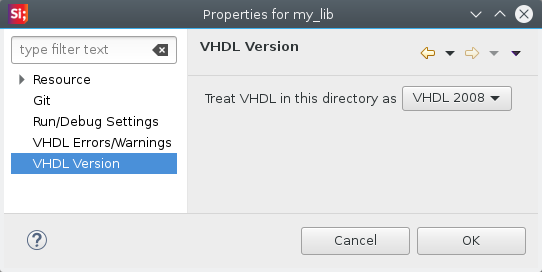 Si;
Properties for my_lib
type filter text
VHDL Version
Resource
Git
Run/Debug Settings
VHDL Errors/Warnings
VHDL Version
Treat VHDL in this directory as VHDL 2008
?
Cancel
OK